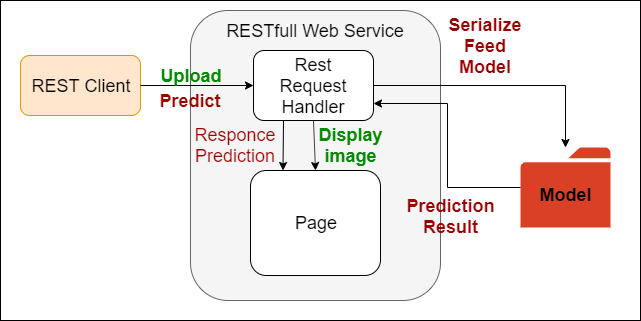 RESTfull Web Service
Serialize
Feed
Model
REST Client
Upload
Predict
Rest
Request
Handler
Responce
Prediction
Display
image
Page
Prediction
Result
Model